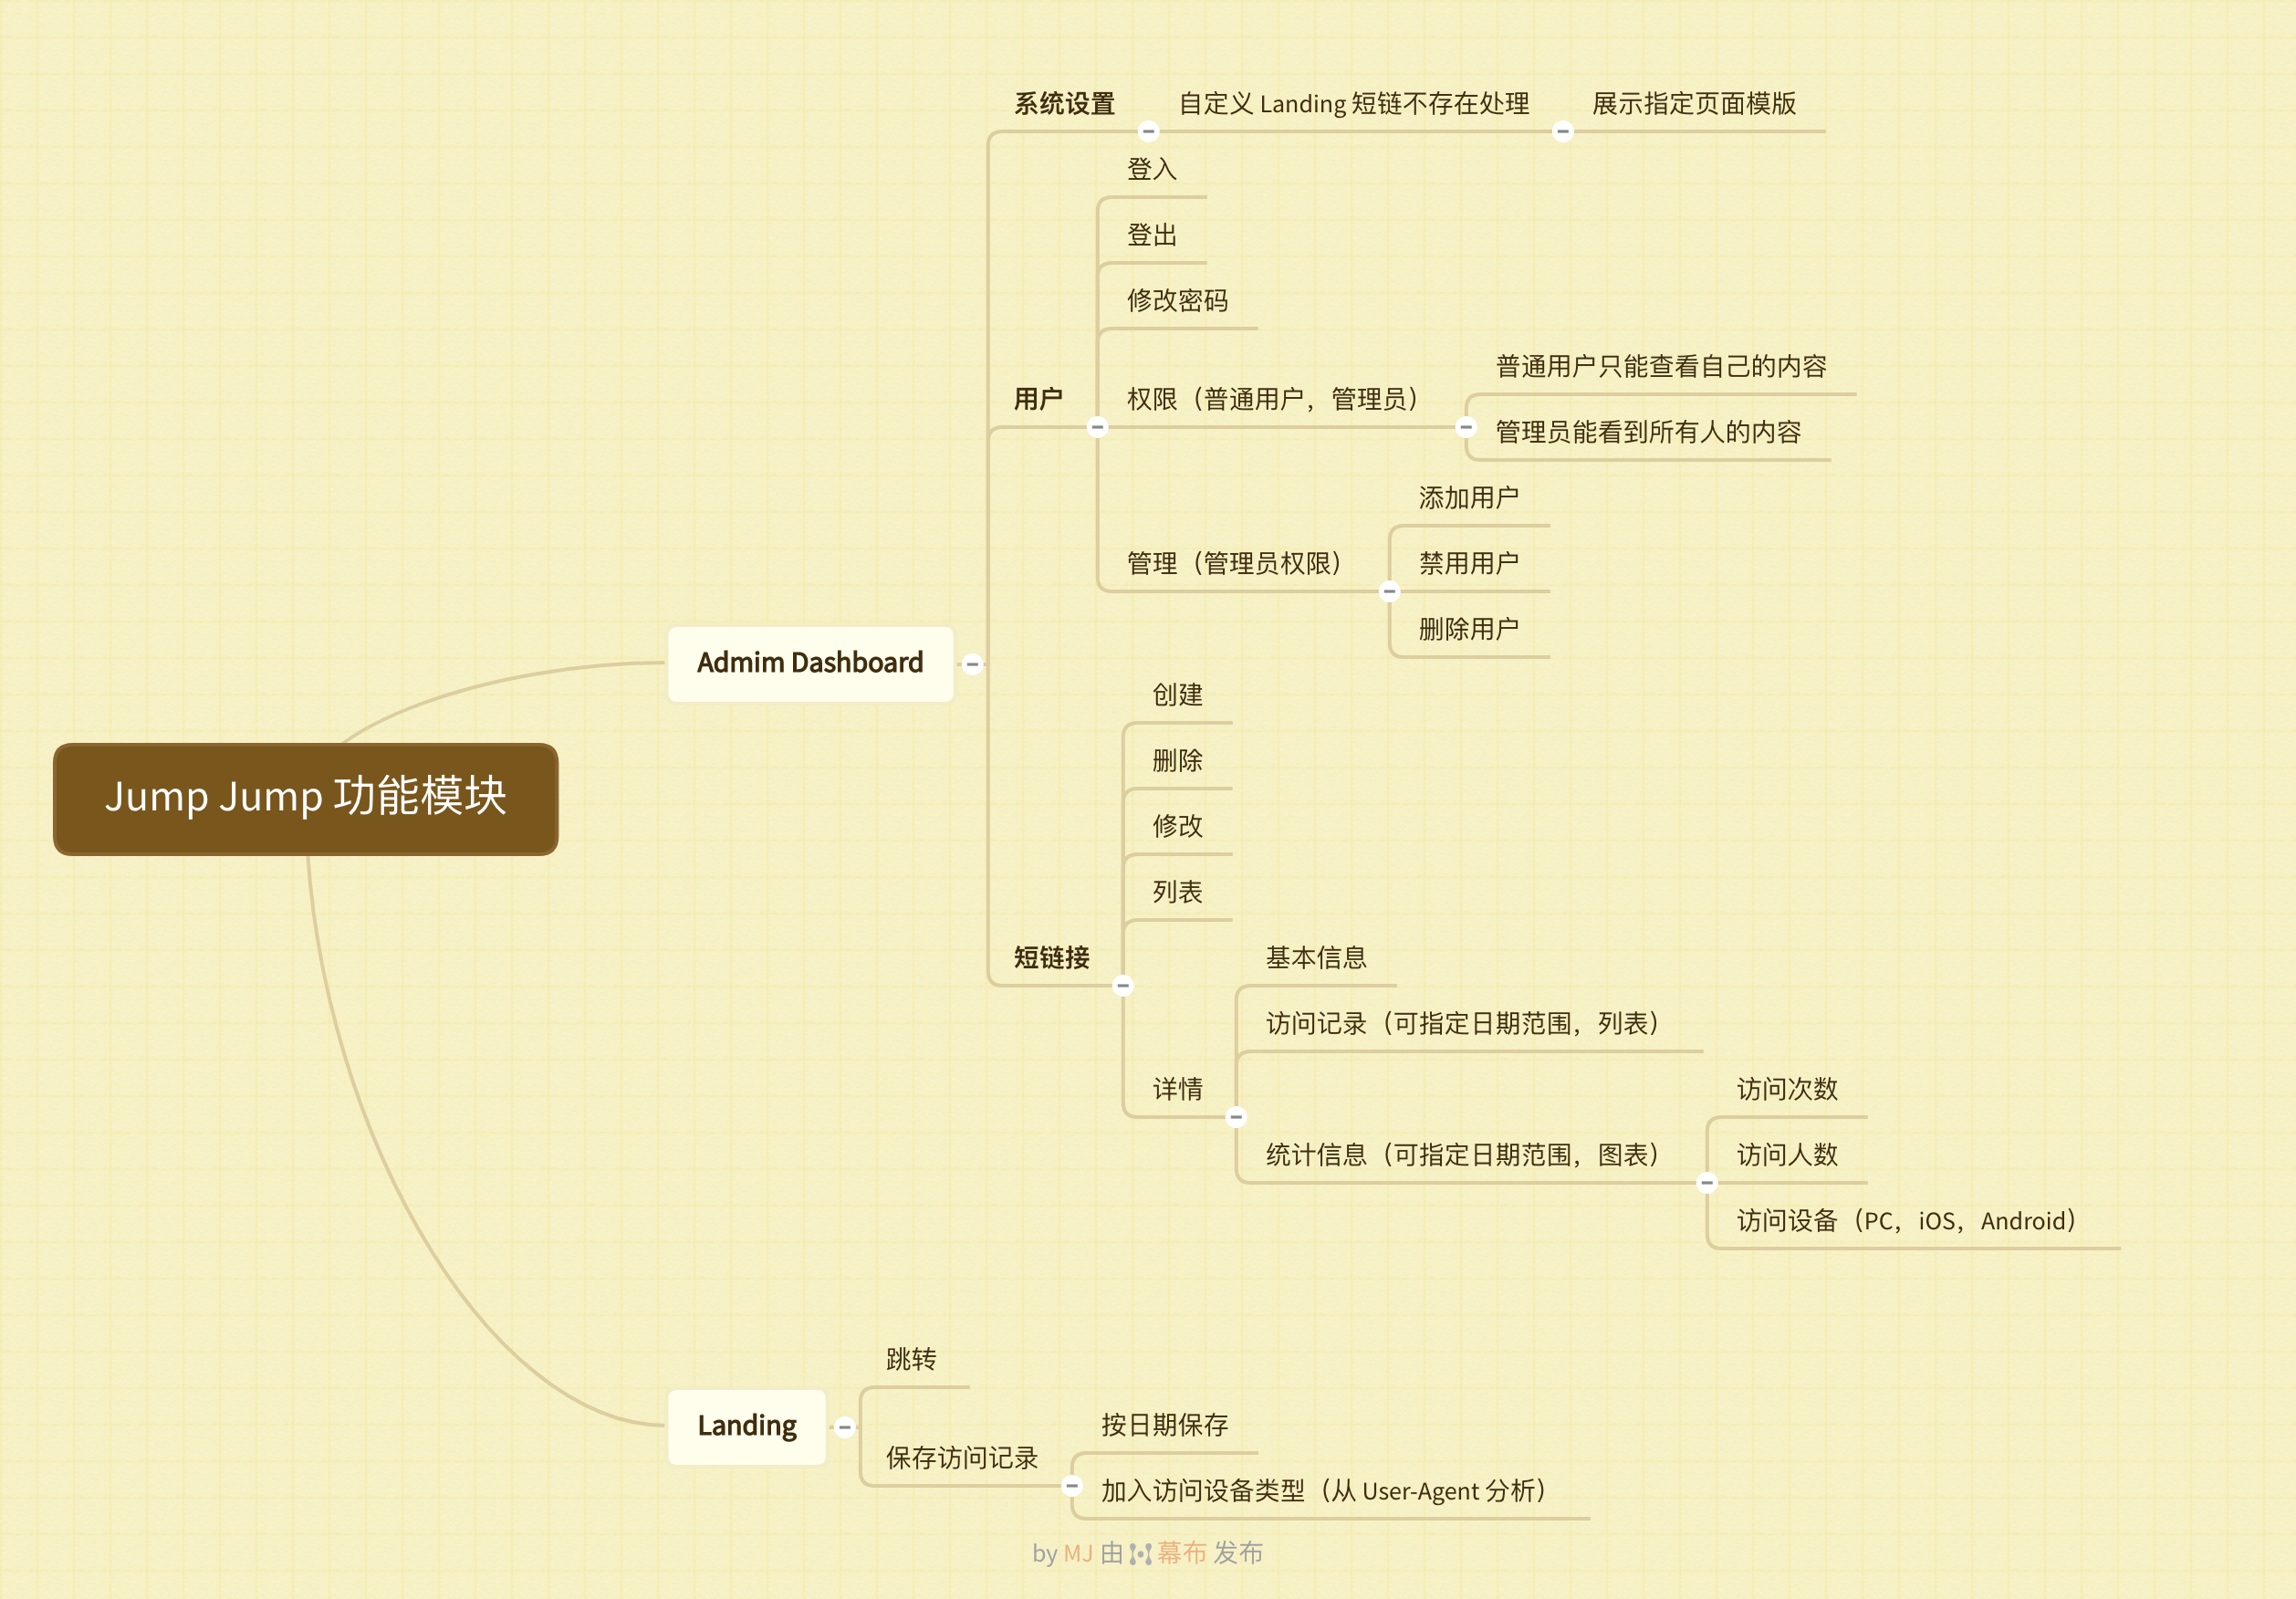 Jump Jump 功能模块
Admim Dashboard
系统设置
自定义 Landing 短链不存在处理
展示指定页面模版
用户
登入
登出
修改密码
权限（普通用户，管理员）
普通用户只能查看自己的内容
管理员能看到所有人的内容
管理（管理员权限）
添加用户
禁用用户
删除用户
短链接
创建
删除
修改
列表
详情
基本信息
访问记录（可指定日期范围，列表）
统计信息（可指定日期范围，图表）
访问次数
访问人数
访问设备（PC，iOS，Android）
Landing
跳转
保存访问记录
按日期保存
加入访问设备类型（从 User-Agent 分析）
by MJ 由 幕布 发布